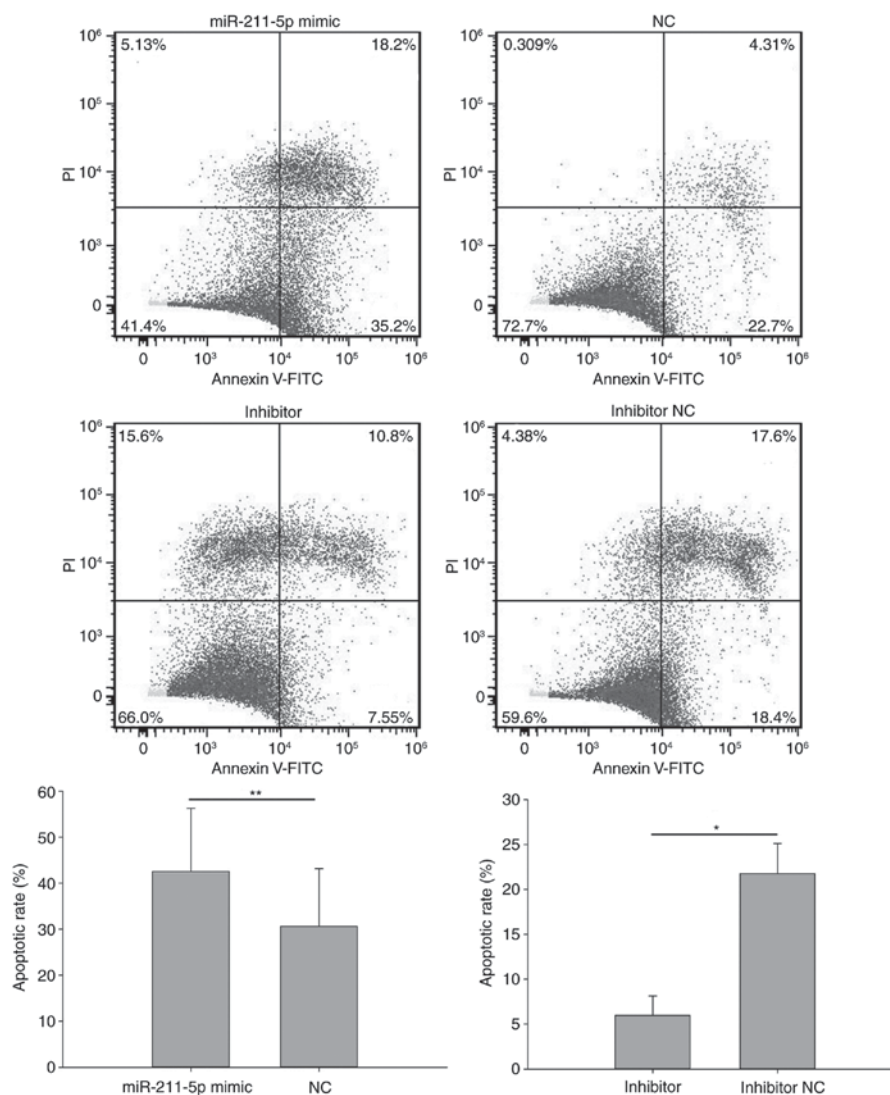 miR-211-5p mimic
NC
5.13%
18.2%
0.309%
4.31%
10⁶
10⁵
10⁴
10³
0
PI
10⁶
10⁵
10⁴
10³
0
PI
41.4%
35.2%
72.7%
22.7%
0 10³ 10⁴ 10⁵ 10⁶
0 10³ 10⁴ 10⁵ 10⁶
Annexin V-FITC
Annexin V-FITC
Inhibitor
Inhibitor NC
15.6%
10.8%
4.38%
17.6%
10⁶
10⁵
10⁴
10³
0
PI
10⁶
10⁵
10⁴
10³
0
PI
66.0%
7.55%
59.6%
18.4%
0 10³ 10⁴ 10⁵ 10⁶
0 10³ 10⁴ 10⁵ 10⁶
Annexin V-FITC
Annexin V-FITC
60
50
40
30
20
10
0
Apoptotic rate (%)
**
miR-211-5p mimic
NC
30
25
20
15
10
5
0
Apoptotic rate (%)
*
Inhibitor
Inhibitor NC